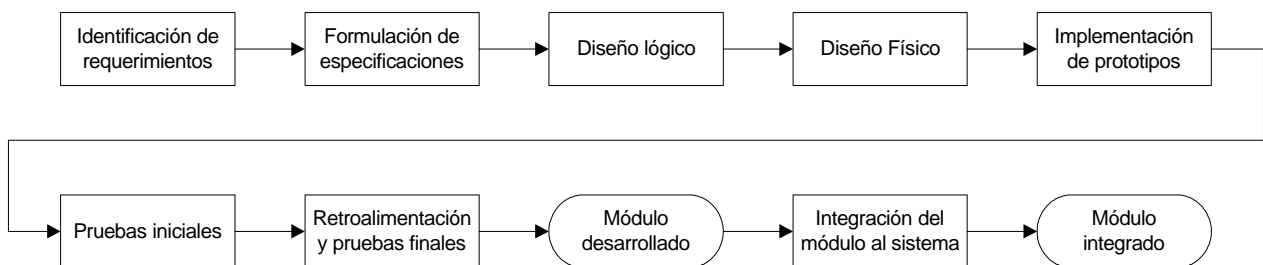 Identificación de
requerimientos
Formulación de
especificaciones
Diseño lógico
Diseño Físico
Implementación
de prototipos
Pruebas iniciales
Retroalimentación
y pruebas finales
Módulo
desarrollado
Integración del
módulo al sistema
Módulo
integrado